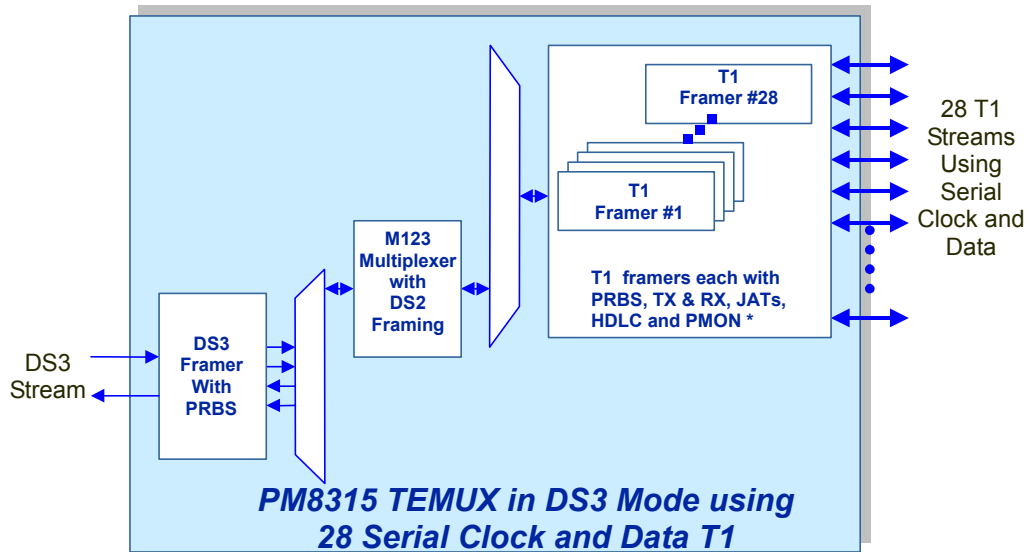 DS3
Stream
DS3
Framer
With
PRBS
M123
Multiplexer
with
DS2
Framing
T1
Framer #28
T1
Framer #1
T1 framers each with
PRBS, TX & RX, JATs,
HDLC and PMON *
28 T1
Streams
Using
Serial
Clock and
Data
PM8315 TEMUX in DS3 Mode using
28 Serial Clock and Data T1